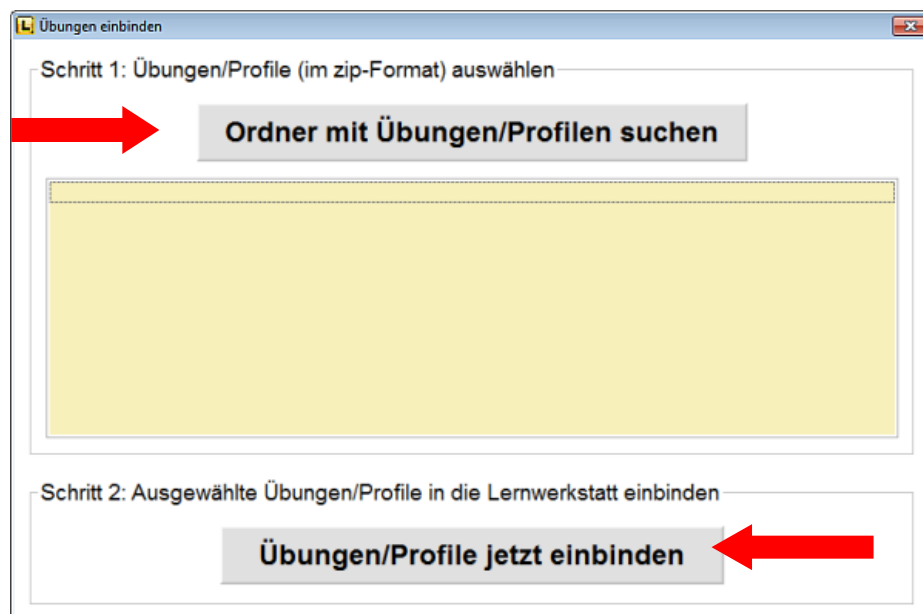 Übungen einbinden
Schritt 1: Übungen/Profile (im zip-Format) auswählen
Ordner mit Übungen/Profilen suchen
Schritt 2: Ausgewählte Übungen/Profile in die Lernwerkstatt einbinden
Übungen/Profile jetzt einbinden